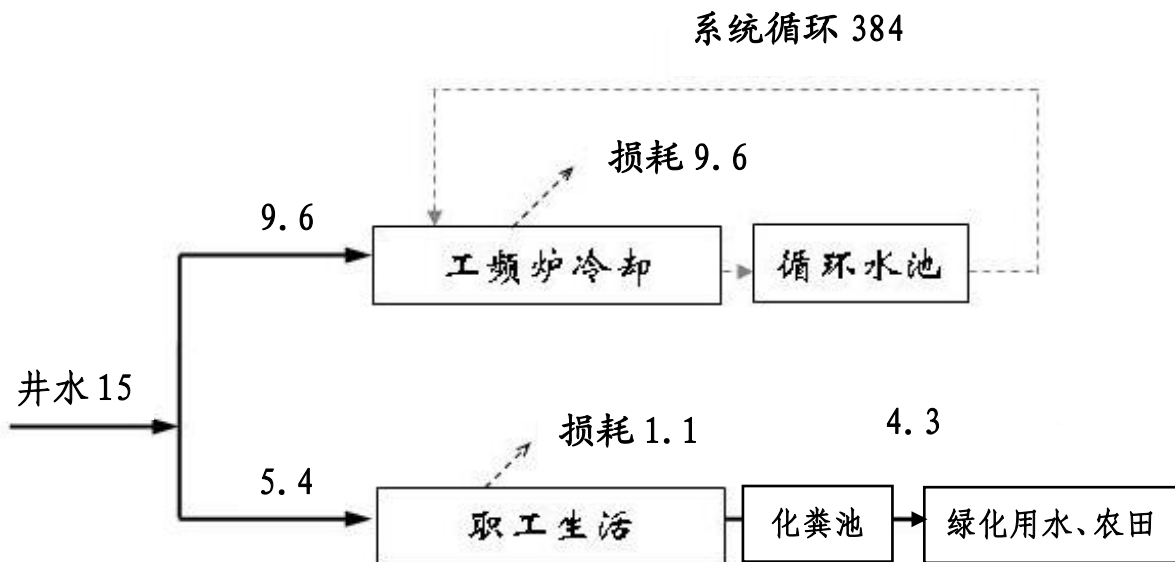 系统循环 384
损耗 9.6
9.6
工频炉冷却
循环水池
井水 15
损耗 1.1
4.3
5.4
职工生活
化粪池
绿化用水、农田